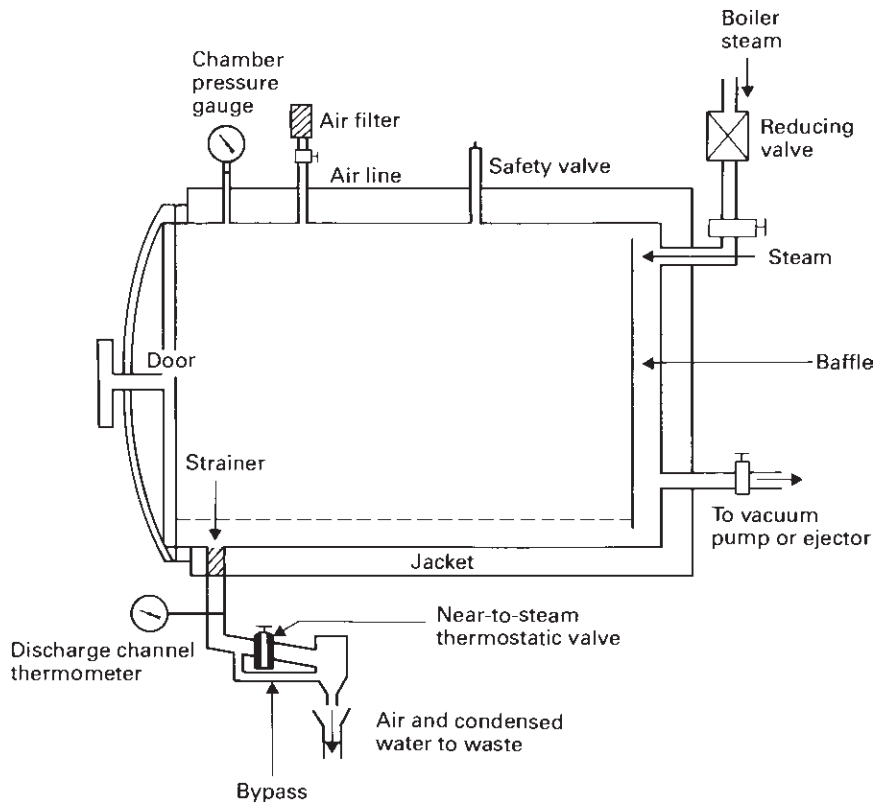 Boiler
steam
Chamber
pressure
gauge
Air filter
Reducing
valve
Air line
Safety valve
Steam
Door
Baffle
Strainer
To vacuum
pump or ejector
Jacket
Near-to-steam
thermostatic valve
Discharge channel
thermometer
Air and condensed
water to waste
Bypass